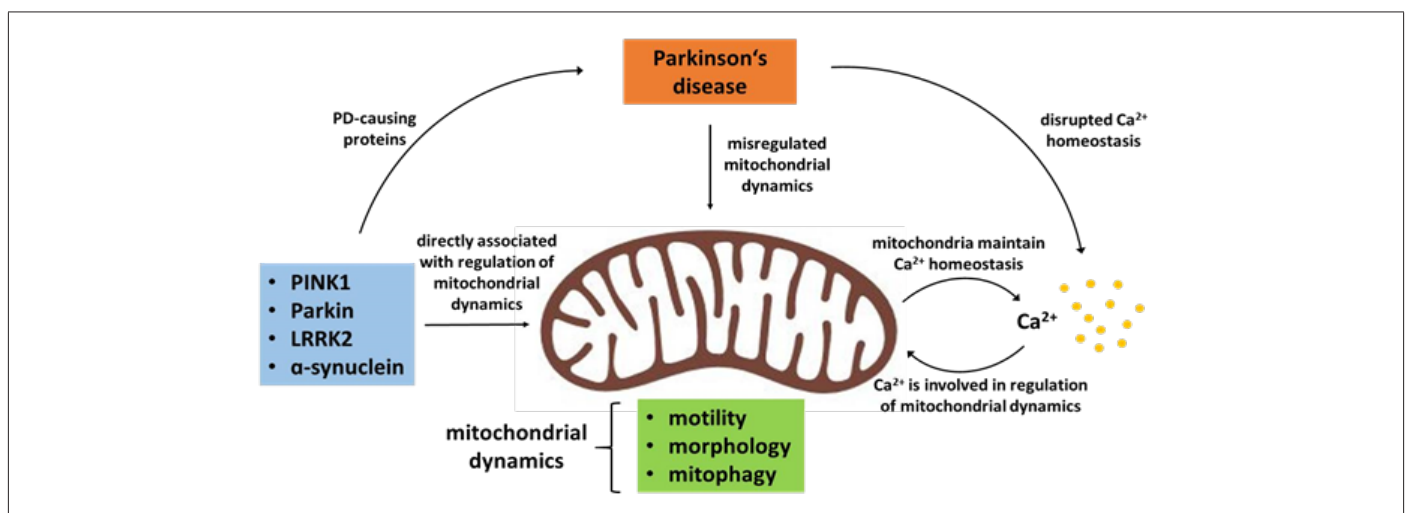 Parkinson‘s
disease
PD-causing
proteins
misregulated
mitochondrial
dynamics
disrupted Ca²⁺
homeostasis
directly associated
with regulation of
mitochondrial
dynamics
mitochondria maintain
Ca²⁺ homeostasis
• PINK1
• Parkin
• LRRK2
• α-synuclein
Ca²⁺
Ca²⁺ is involved in regulation
of mitochondrial dynamics
mitochondrial
dynamics
• motility
• morphology
• mitophagy